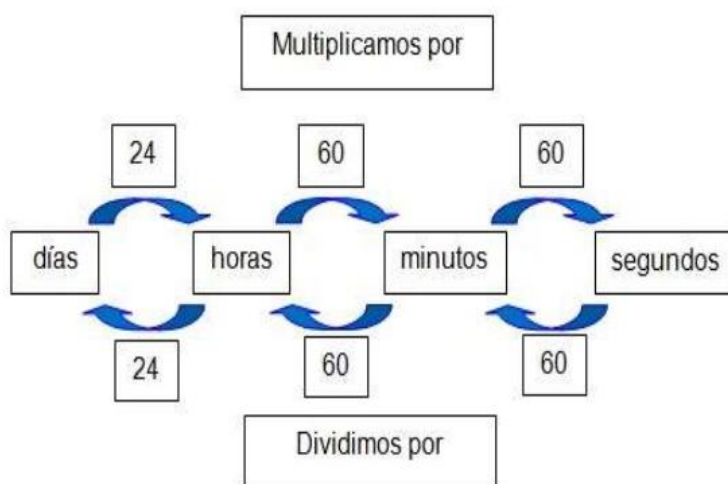 Multiplicamos por
24 60 60
días horas minutos segundos
24 60 60
Dividimos por